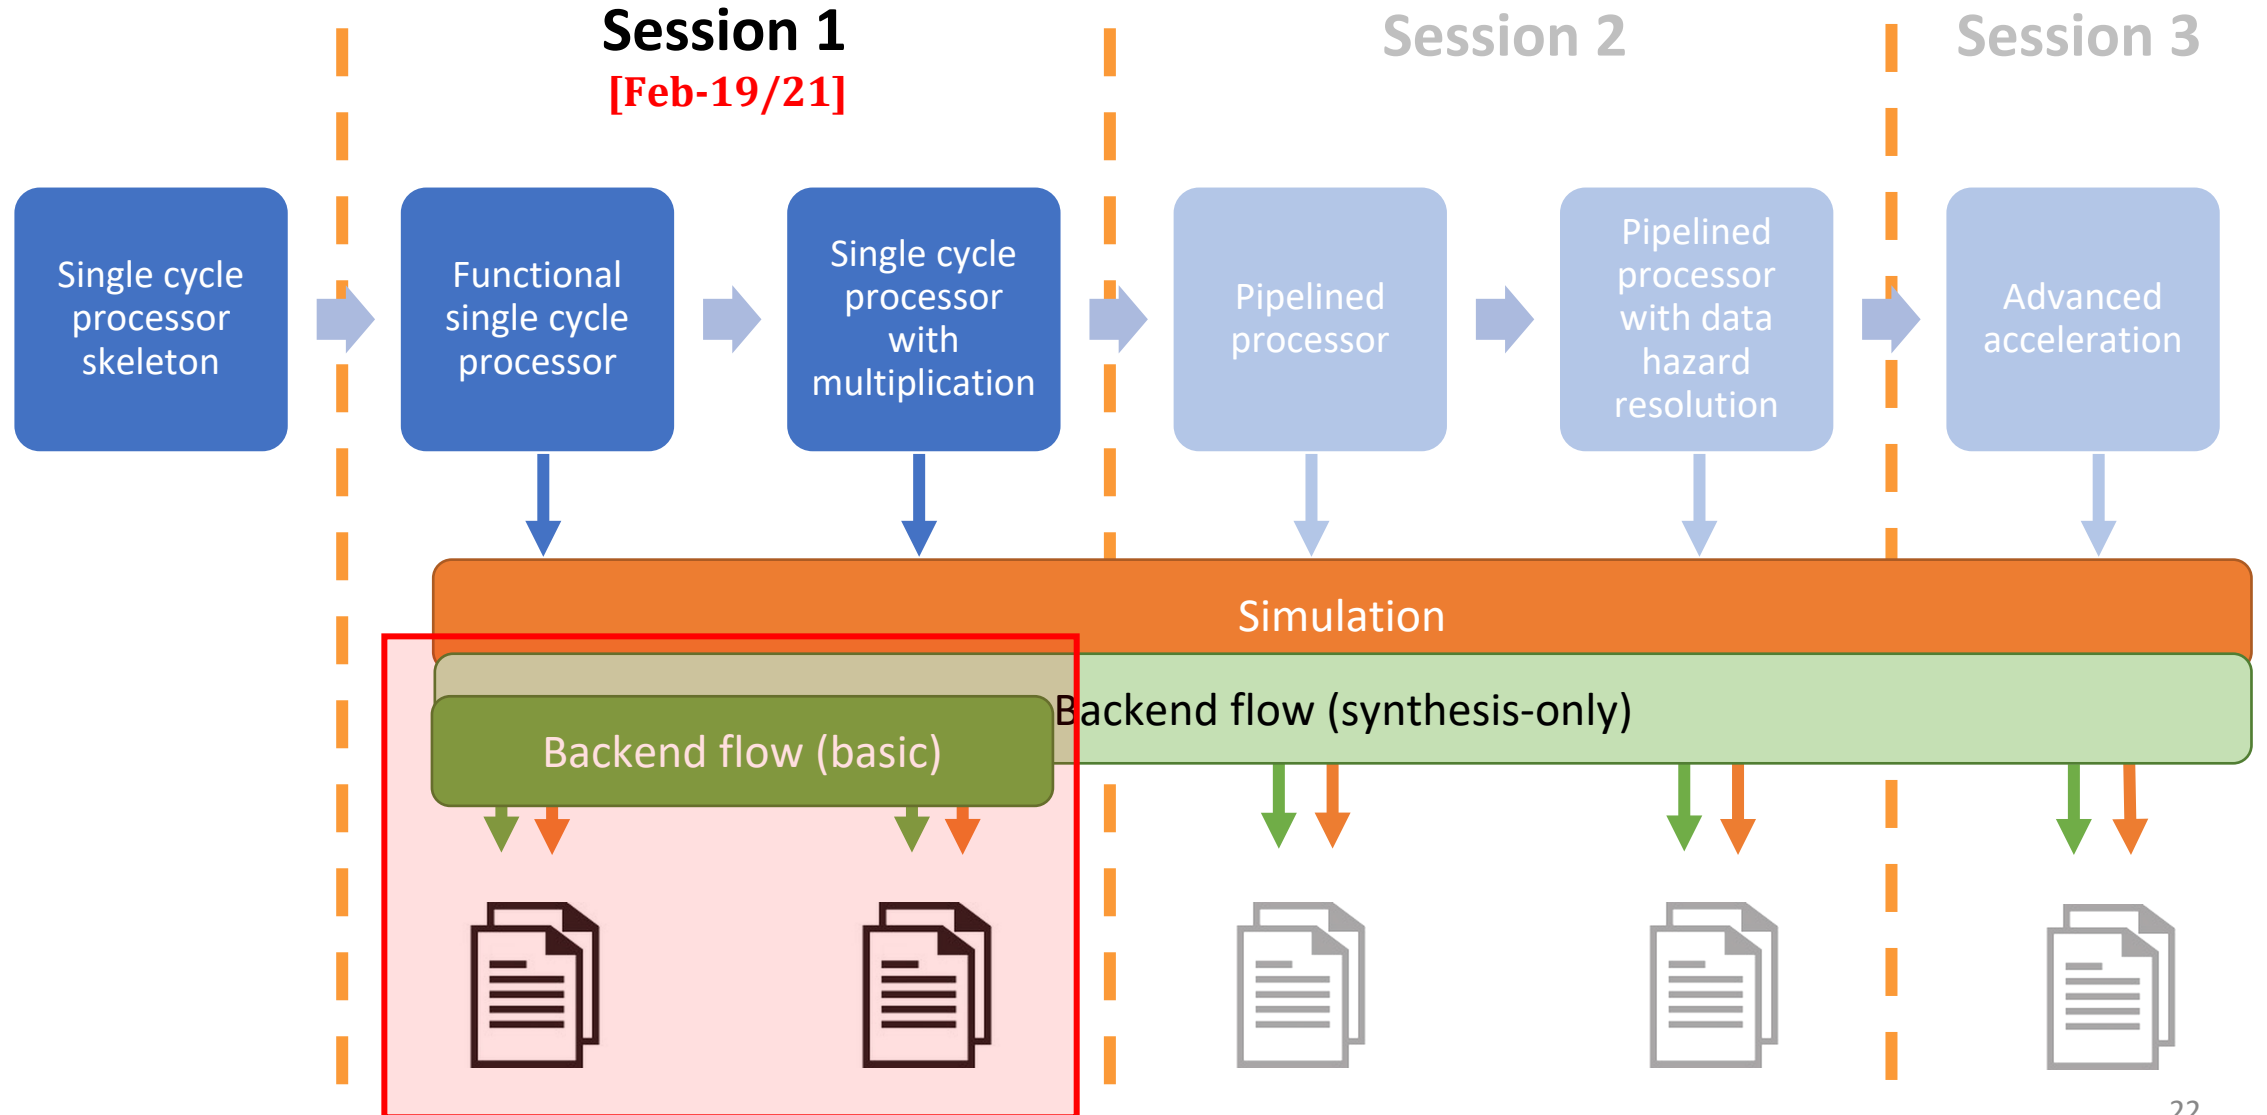 Session 1
[Feb-19/21]
Session 2
Session 3
Single cycle
processor
skeleton
Functional
single cycle
processor
Single cycle
processor
with
multiplication
Pipelined
processor
Pipelined
processor
with data
hazard
resolution
Advanced
acceleration
Simulation
Backend flow (synthesis-only)
Backend flow (basic)
22